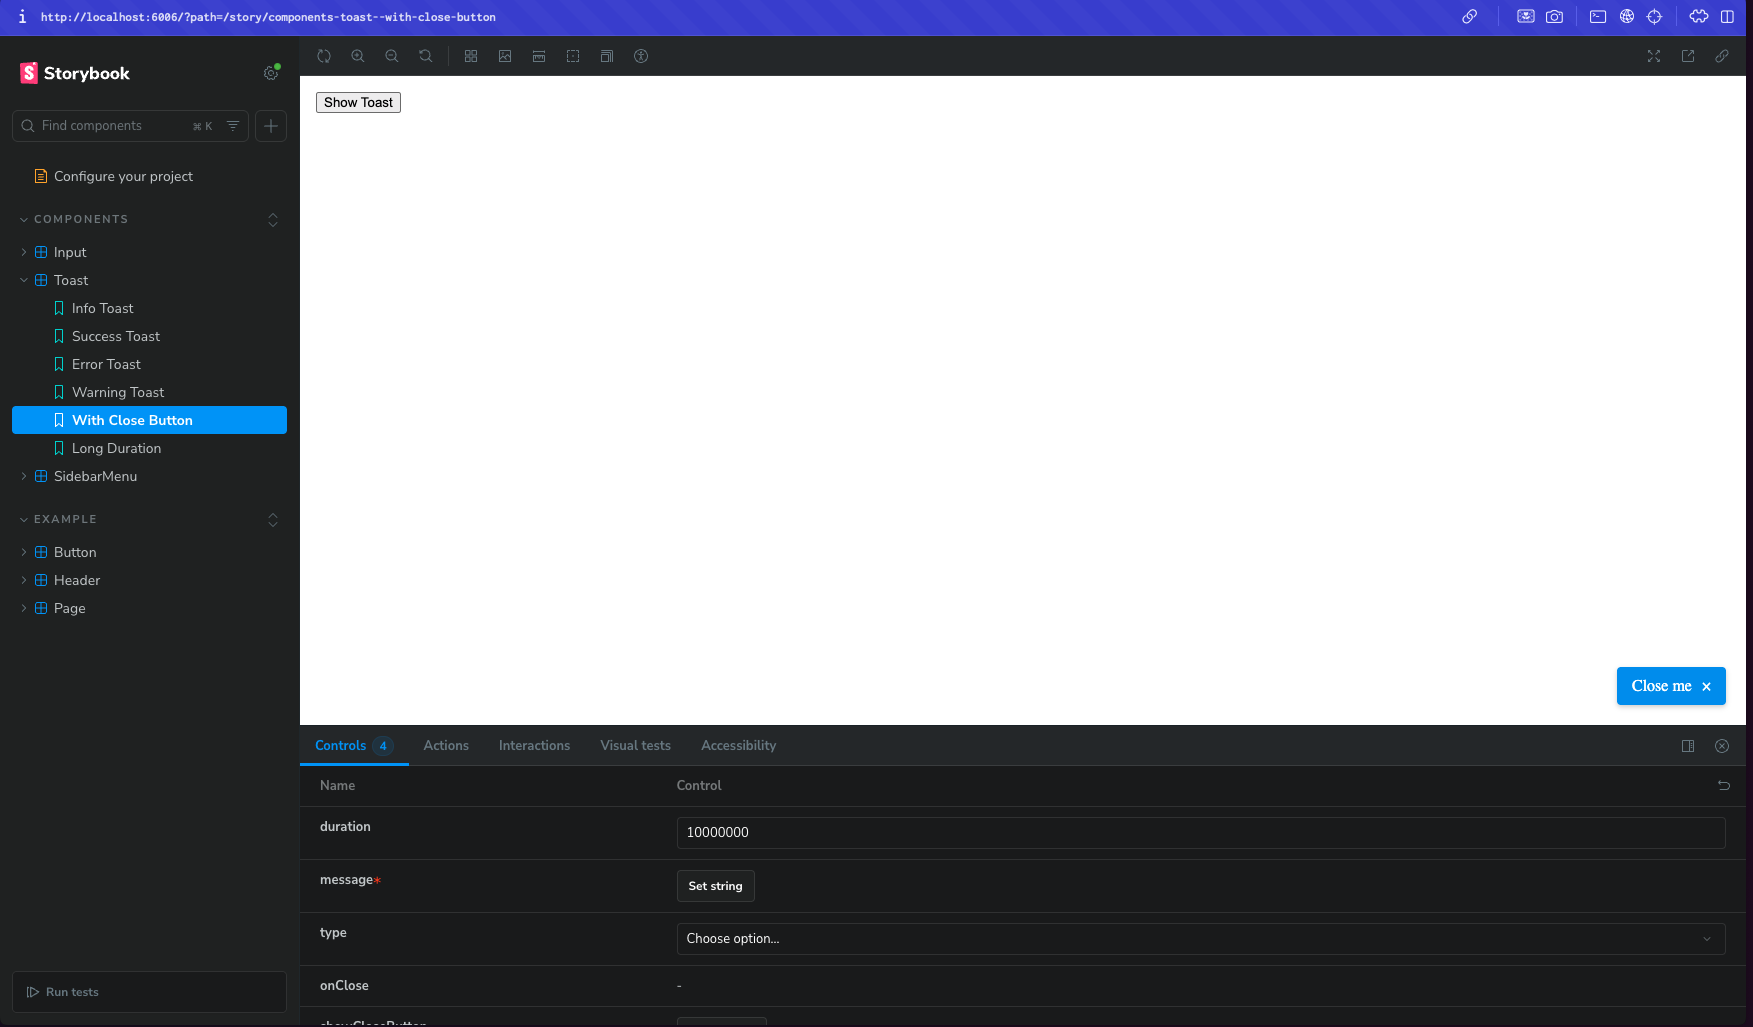 http://localhost:6006/?path=/story/components-toast--with-close-button
Storybook
Find components
⌘ K
Configure your project
COMPONENTS
Input
Toast
Info Toast
Success Toast
Error Toast
Warning Toast
With Close Button
Long Duration
SidebarMenu
EXAMPLE
Button
Header
Page
Run tests
Show Toast
Close me ×
Controls 4 Actions Interactions Visual tests Accessibility
Name Control
duration 10000000
message* Set string
type Choose option...
onClose -
showCloseButton